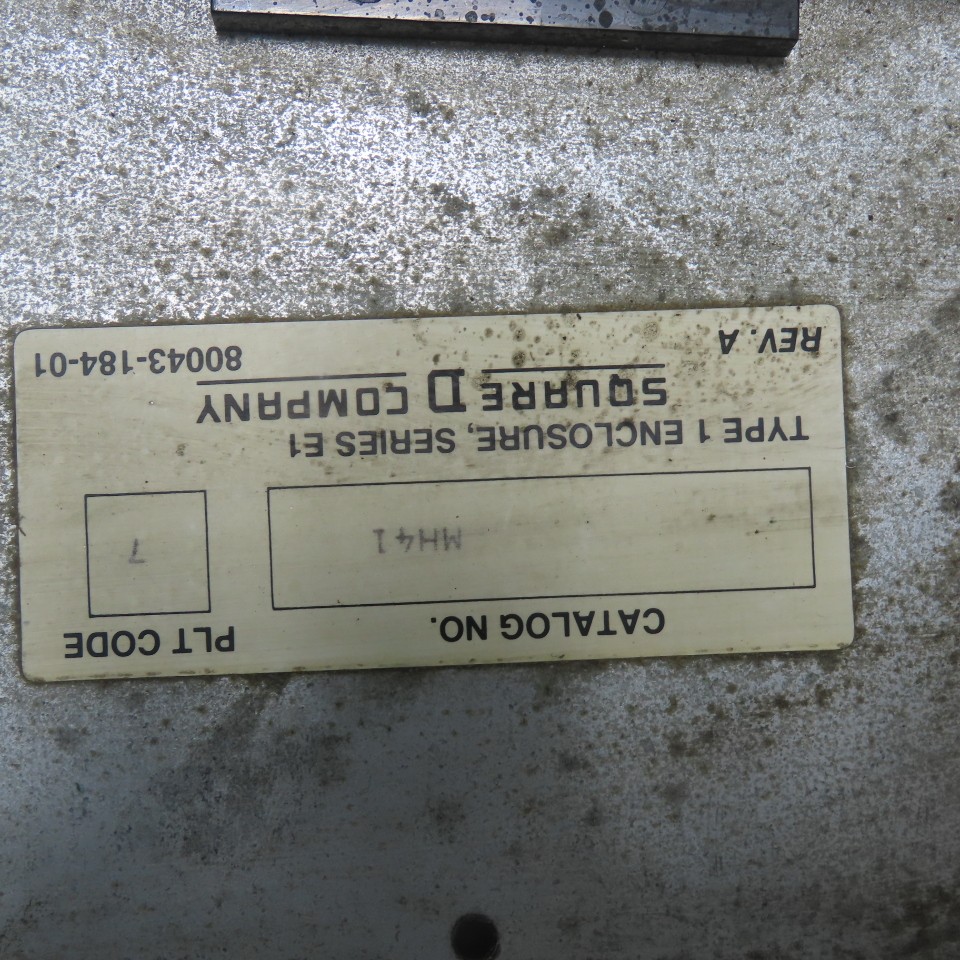 CATALOG NO. PLT CODE
MH41 7
TYPE 1 ENCLOSURE, SERIES E1
SQUARE D COMPANY
REV. A 80043-184-01